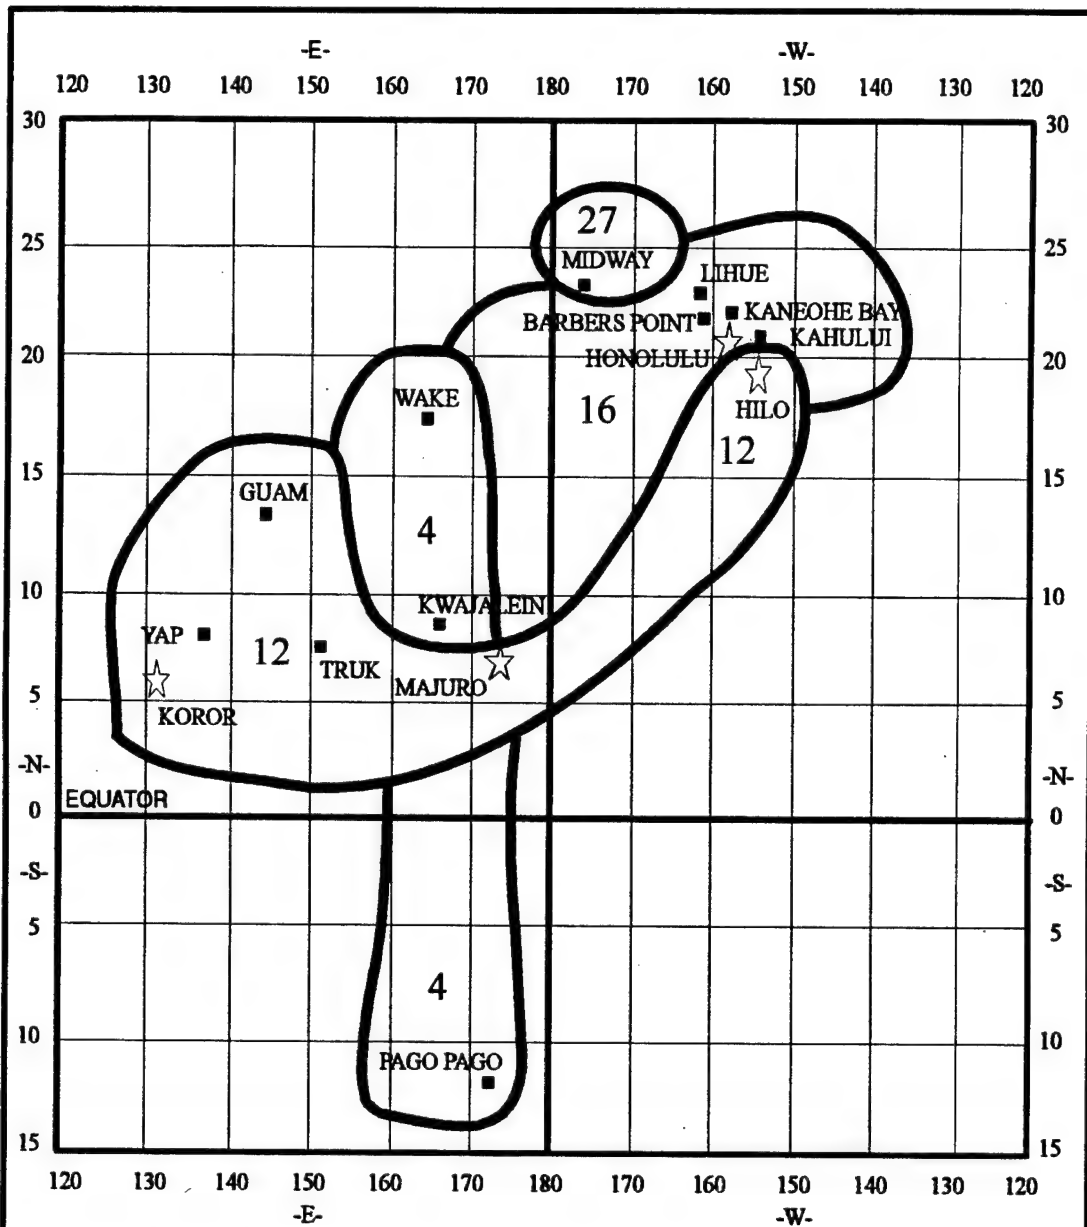 -E- -W-
120 130 140 150 160 170 180 170 160 150 140 130 120
30 30
27
25 25
MIDWAY LIHUE
BARBERS POINT KANEOHE BAY
HONOLULU KAHULUI
20 20
WAKE 16 HILO
12
15 15
GUAM
4
10 10
KWAJALEIN
YAP 12 TRUK MAJURO
5 5
KOROR
-N- -N-
EQUATOR
0 0
-S- -S-
5 5
4
10 10
PAGO PAGO
15 15
120 130 140 150 160 170 180 170 160 150 140 130 120
-E- -W-